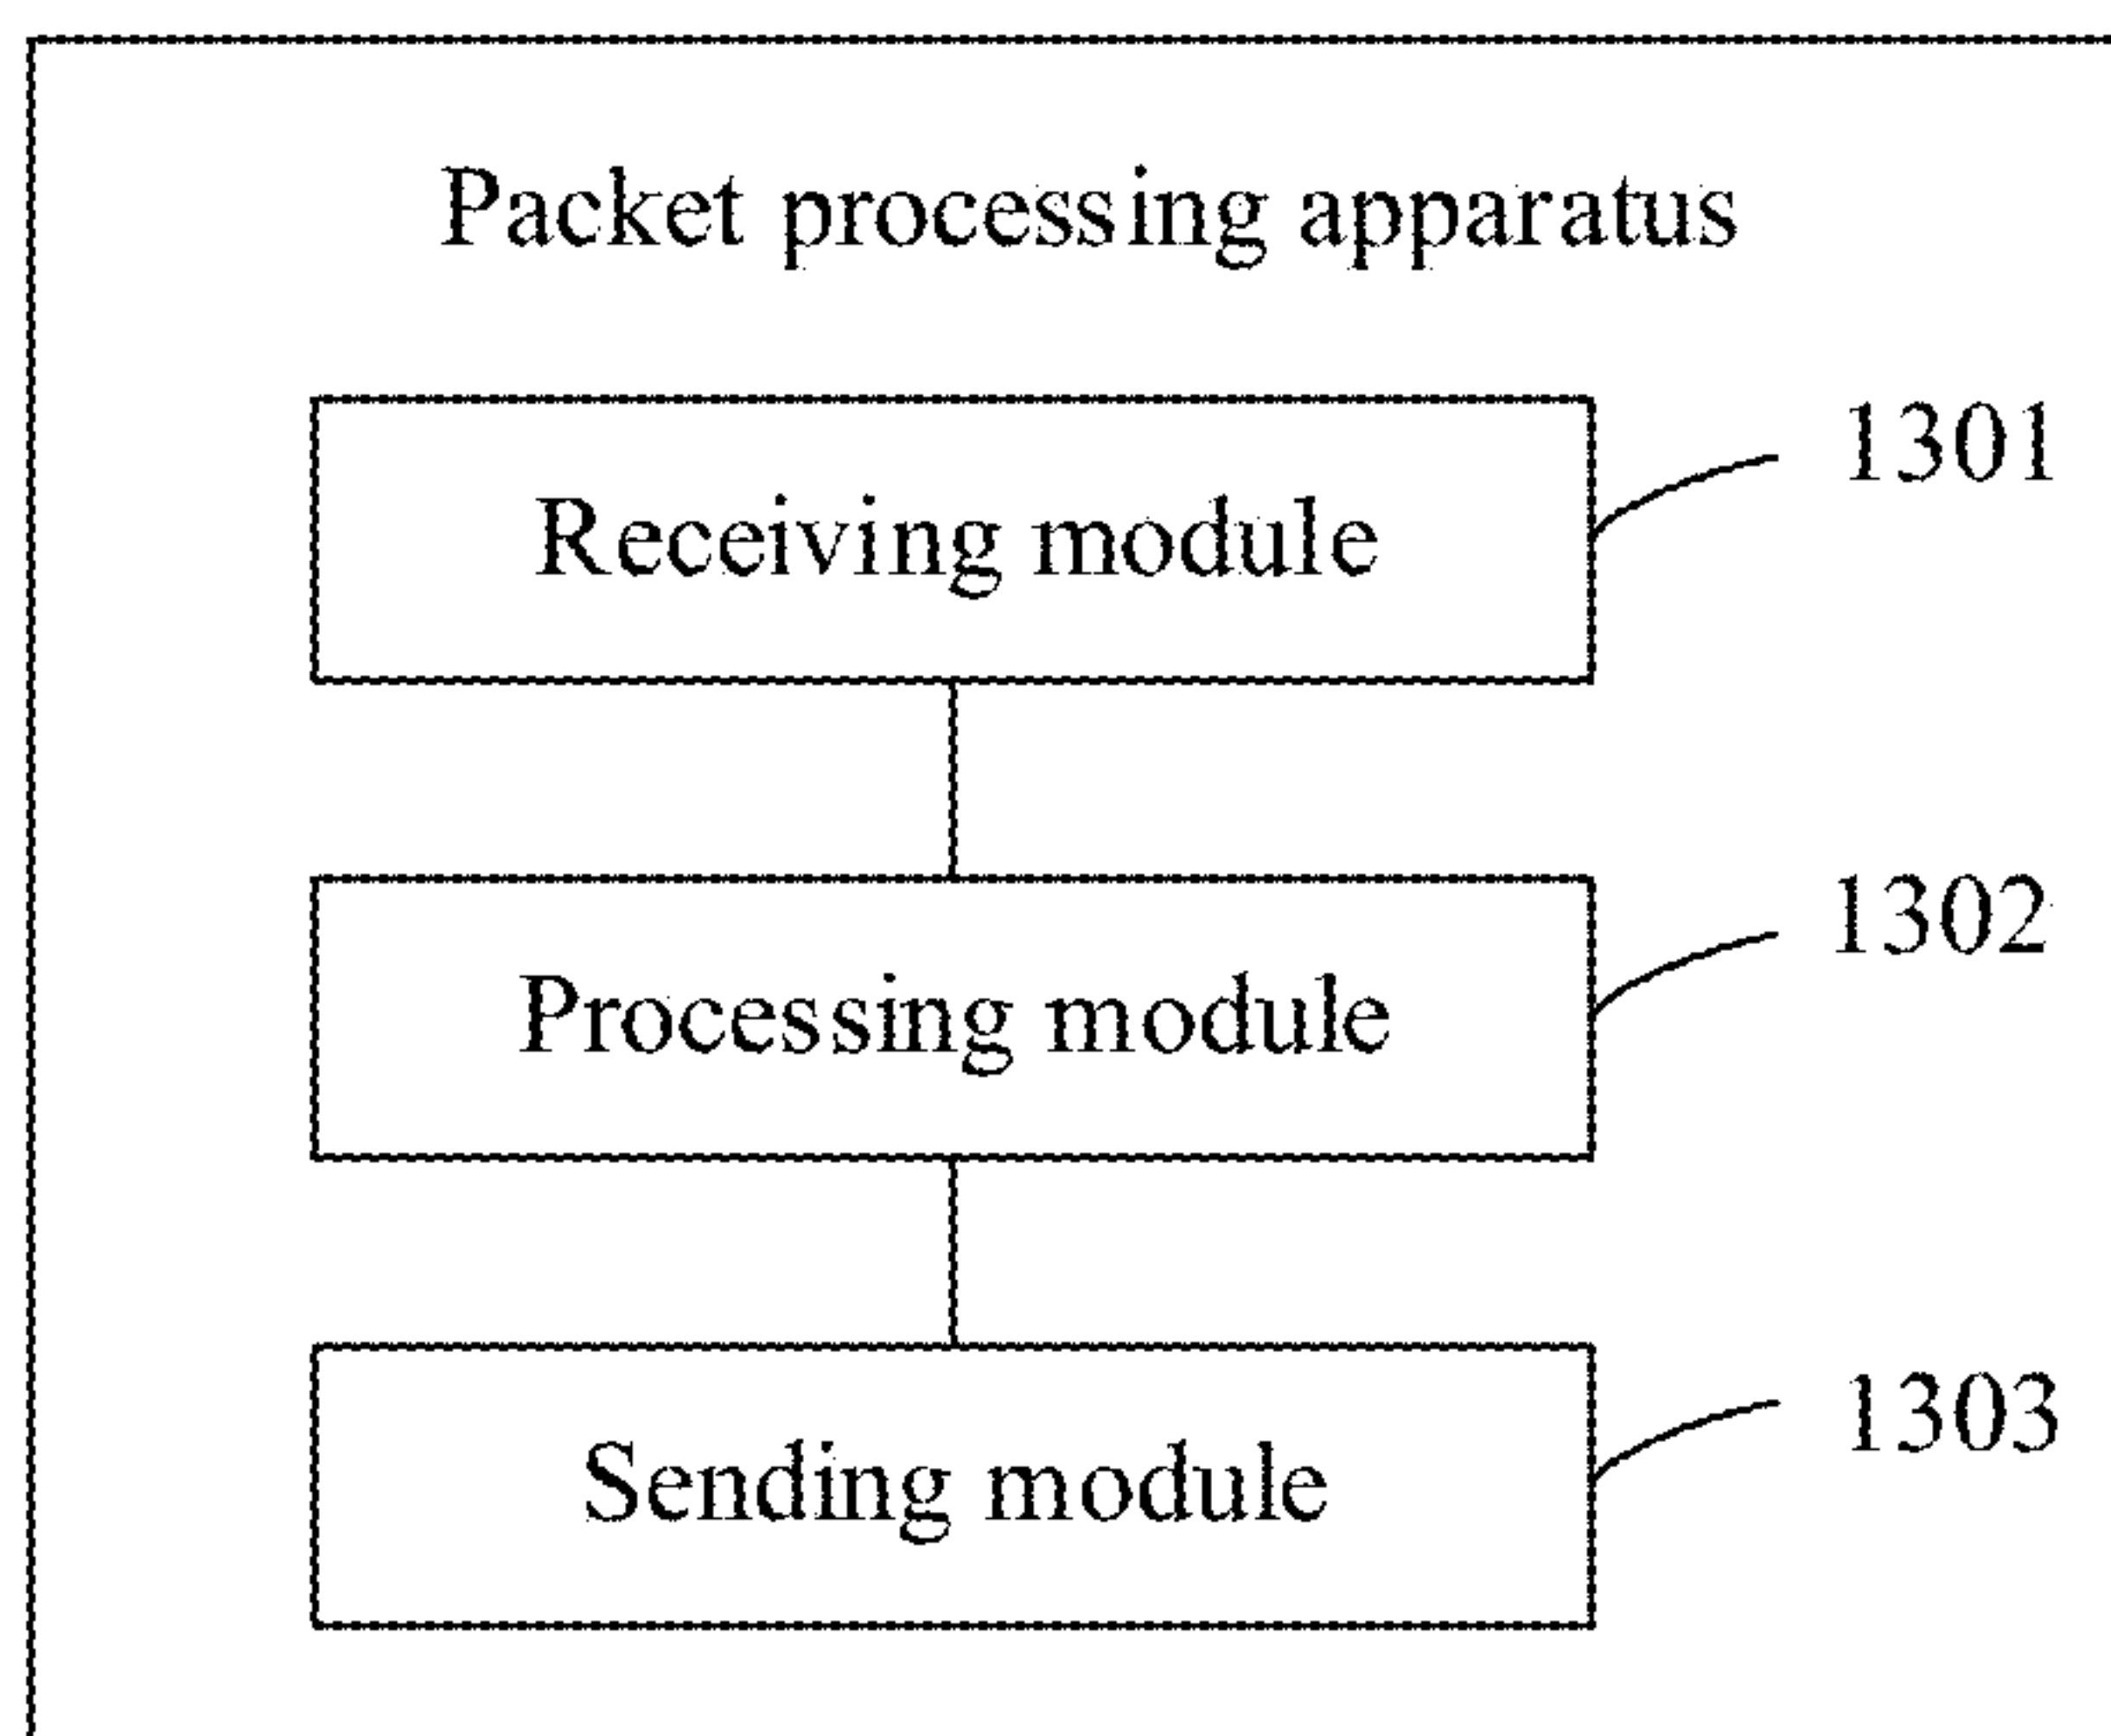 Packet processing apparatus
1301
Receiving module
1302
Processing module
1303
Sending module